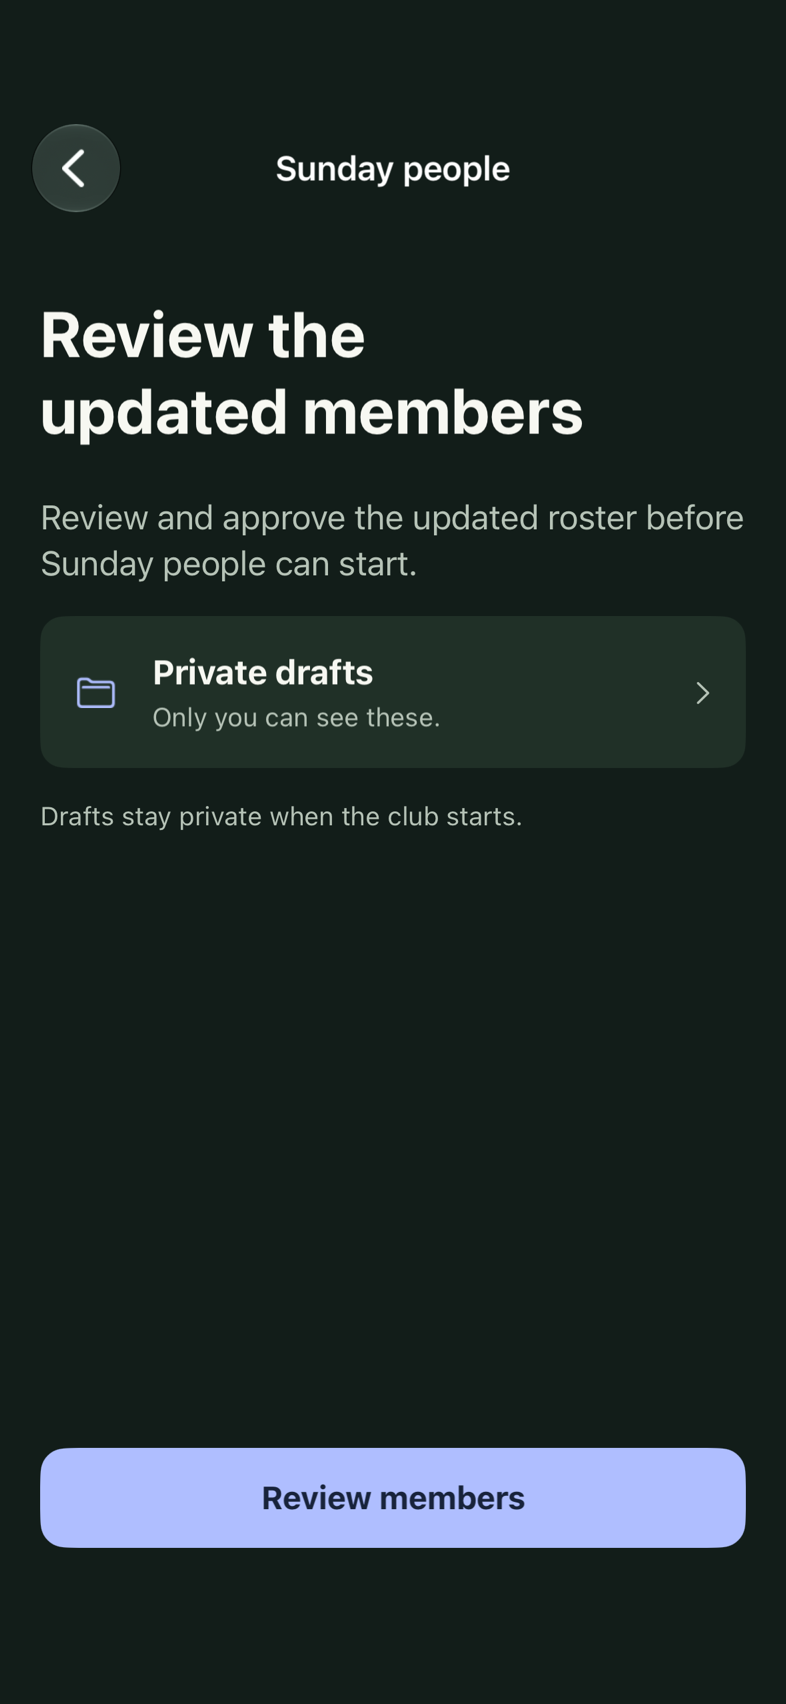 Sunday people
Review the
updated members
Review and approve the updated roster before
Sunday people can start.
Private drafts
Only you can see these.
Drafts stay private when the club starts.
Review members